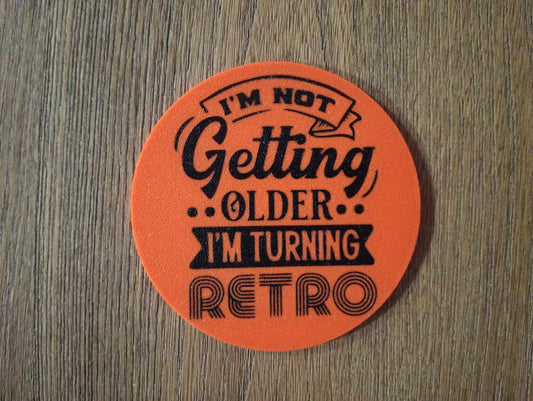 I'M NOT
Getting
OLDER
I'M TURNING
RETRO